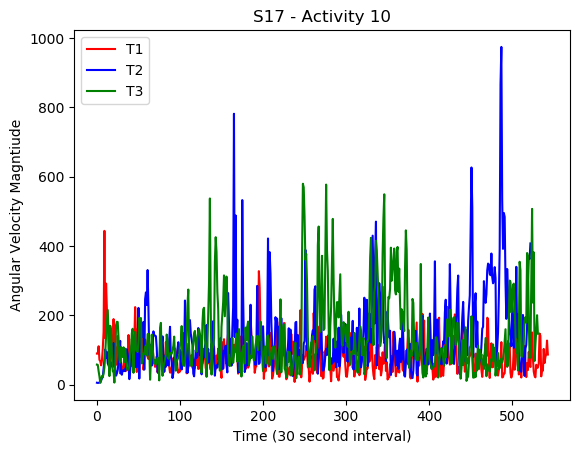 S17 - Activity 10
T1
T2
T3
1000
800
600
400
200
0
Angular Velocity Magntiude
0
100
200
300
400
500
Time (30 second interval)